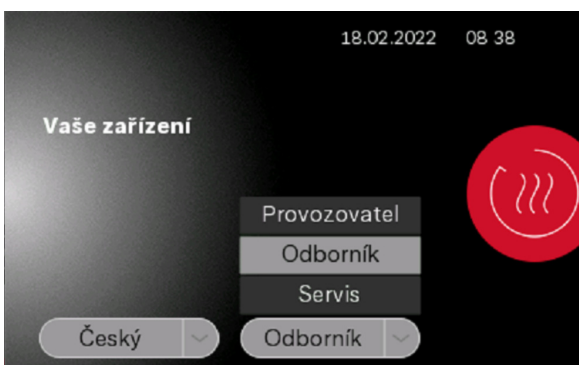 18.02.2022 08 38
Vaše zařízení
Provozovatel
Odborník
Servis
Český Odborník